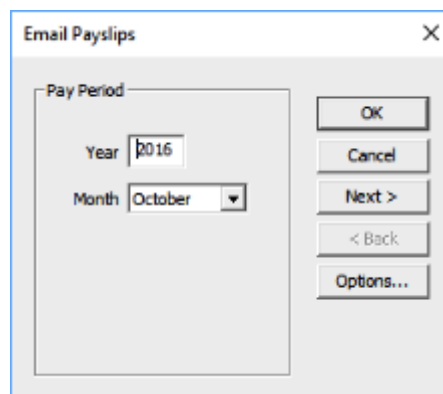 Email Payslips
Pay Period
Year 2016
Month October
OK
Cancel
Next >
< Back
Options...